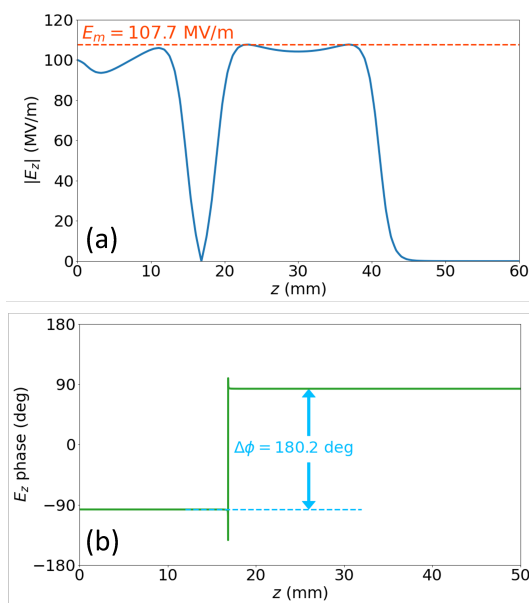 E_m = 107.7 MV/m
120
100
80
60
40
20
0
|E_z| (MV/m)
(a)
0 10 20 30 40 50 60
z (mm)
180
90
0
−90
−180
E_z phase (deg)
Δϕ = 180.2 deg
(b)
0 10 20 30 40 50
z (mm)